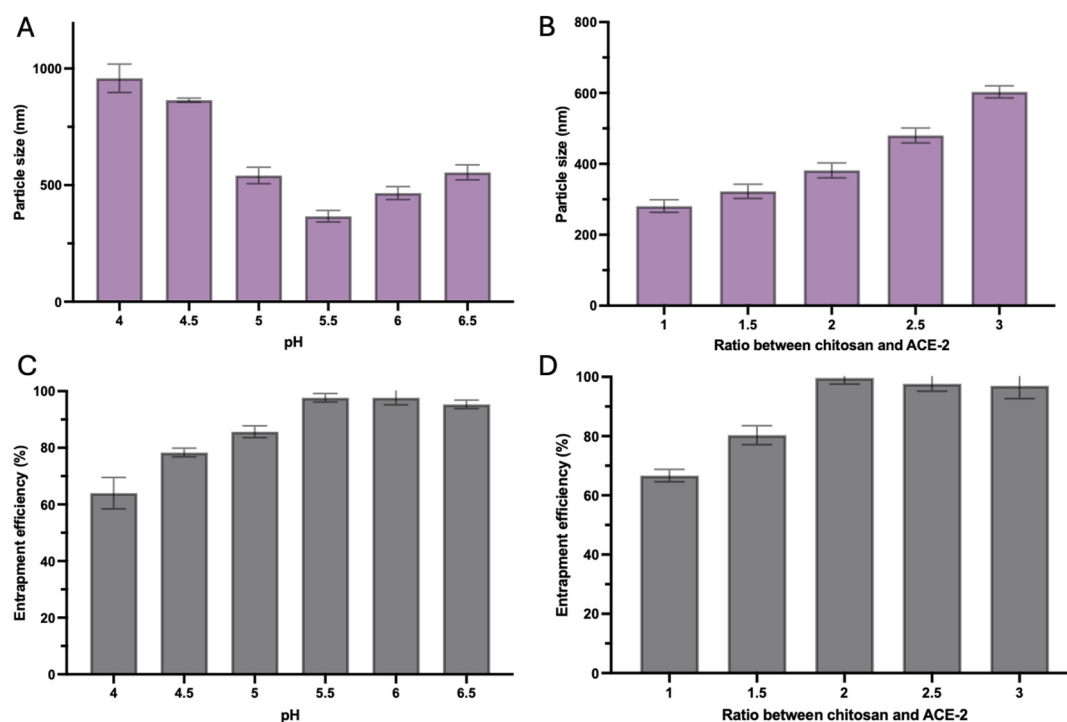 A
Particle size (nm)
1000
500
0
4 4.5 5 5.5 6 6.5
pH
B
Particle size (nm)
800
600
400
200
0
1 1.5 2 2.5 3
Ratio between chitosan and ACE-2
C
Entrapment efficiency (%)
100
80
60
40
20
0
4 4.5 5 5.5 6 6.5
pH
D
Entrapment efficiency (%)
100
80
60
40
20
0
1 1.5 2 2.5 3
Ratio between chitosan and ACE-2